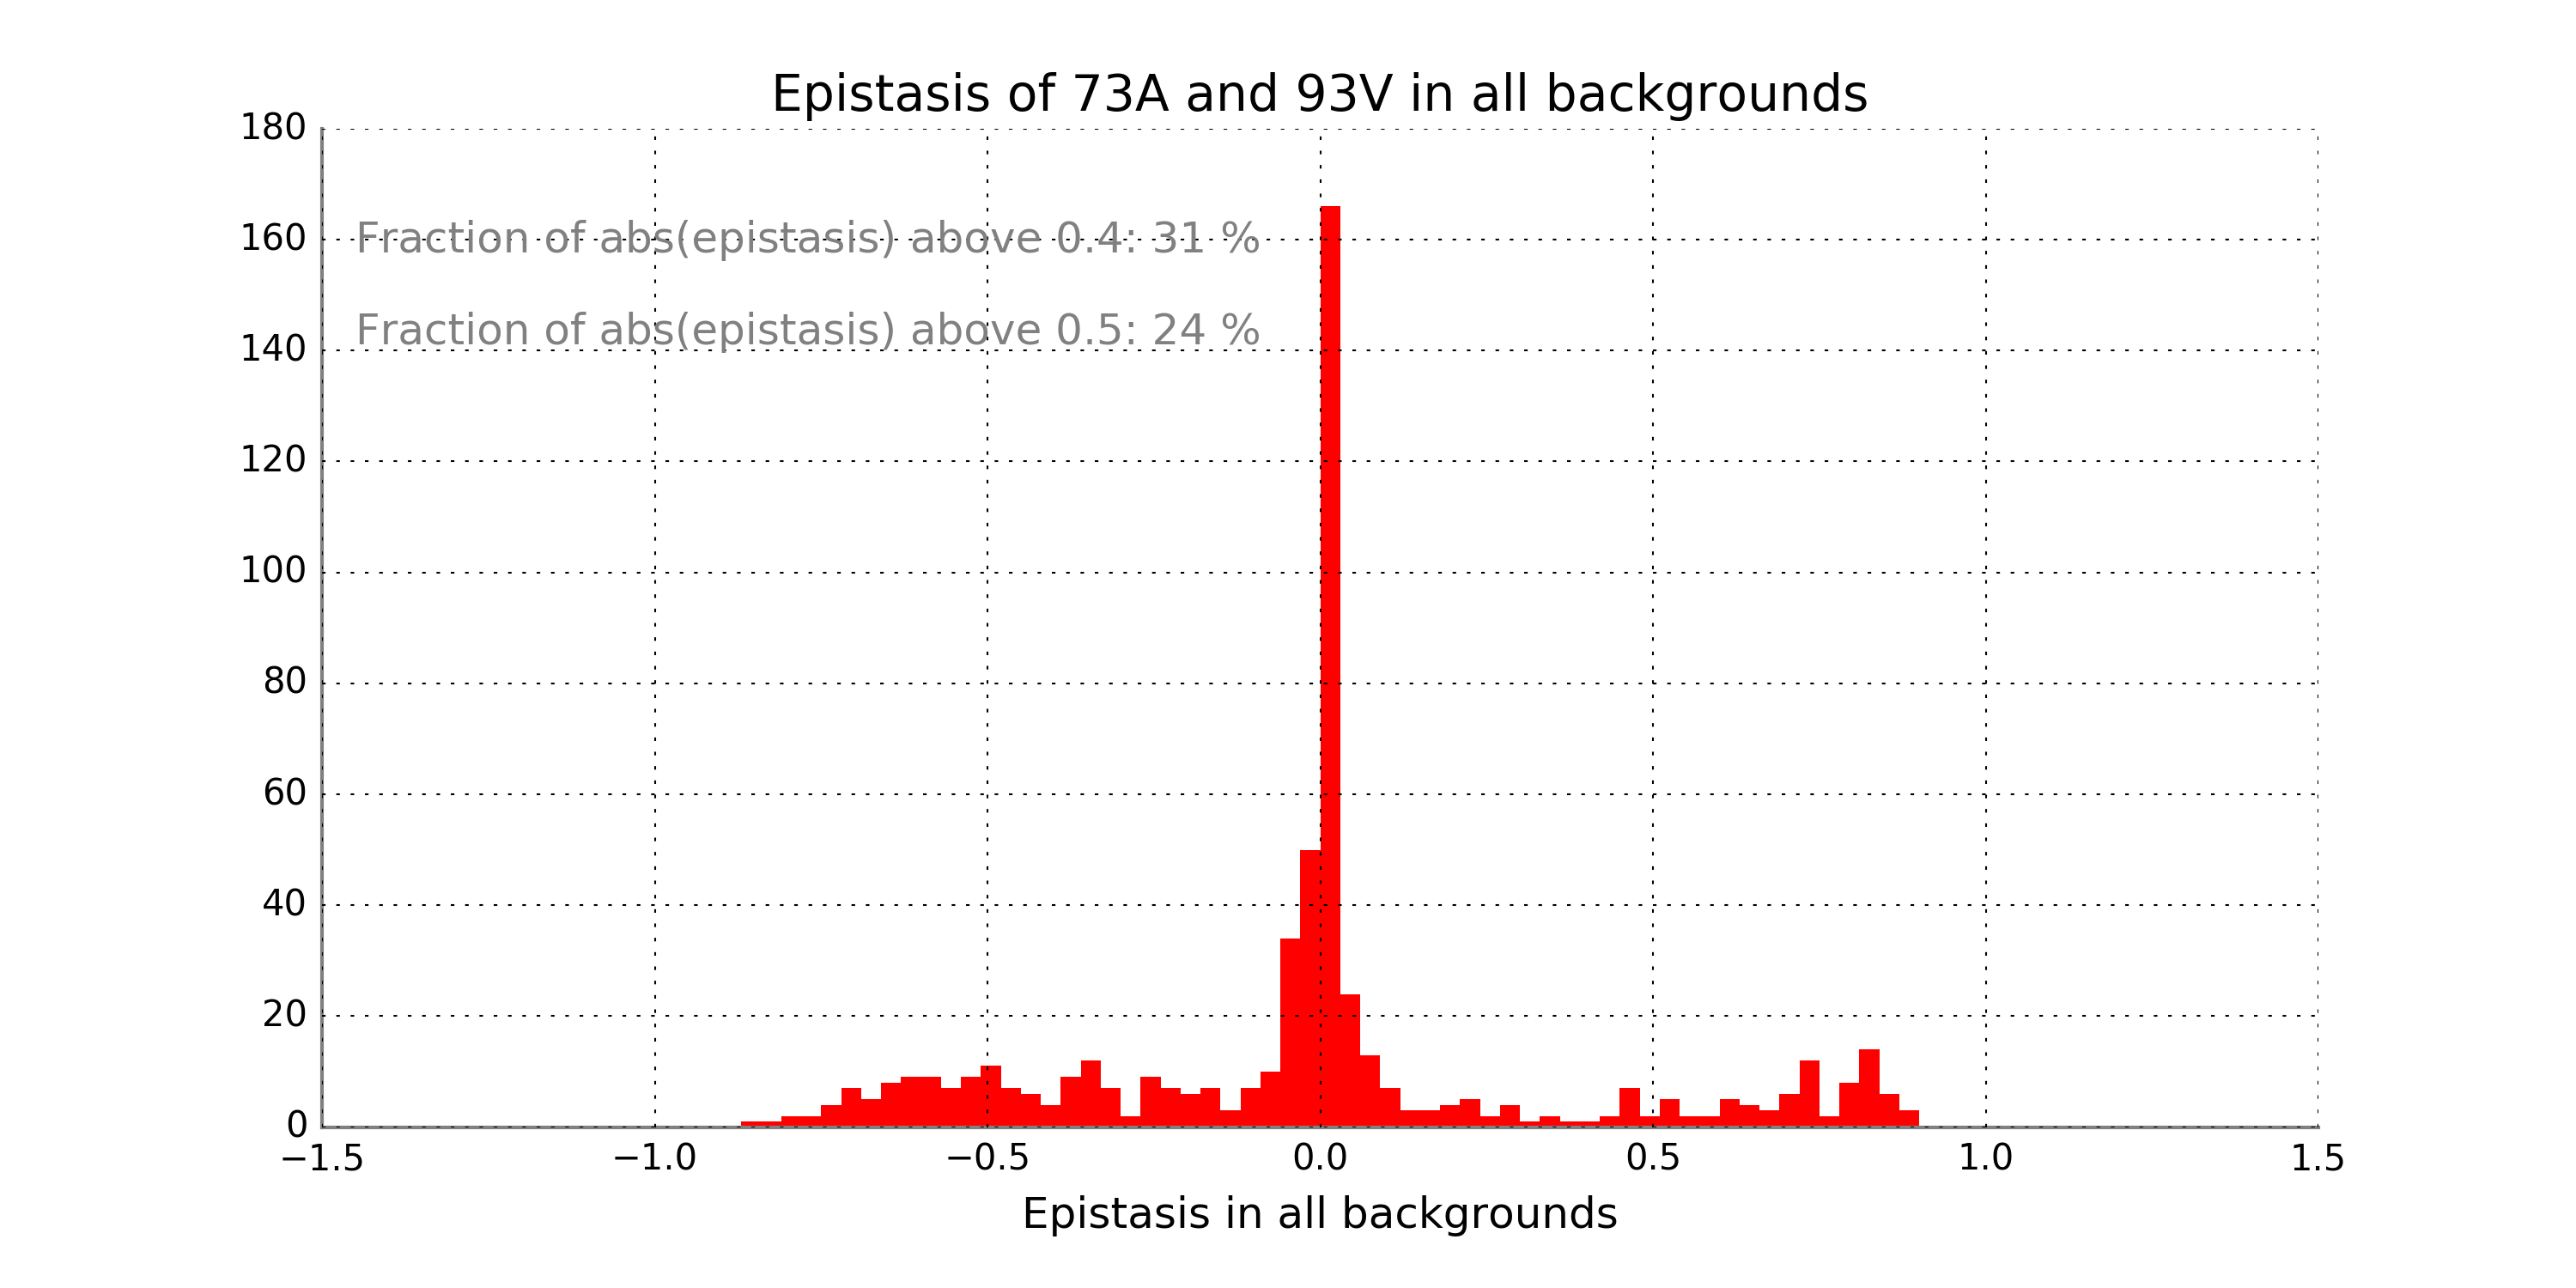 Epistasis of 73A and 93V in all backgrounds
180
160
140
120
100
80
60
40
20
0
Fraction of abs(epistasis) above 0.4: 31 %
Fraction of abs(epistasis) above 0.5: 24 %
−1.5 −1.0 −0.5 0.0 0.5 1.0 1.5
Epistasis in all backgrounds